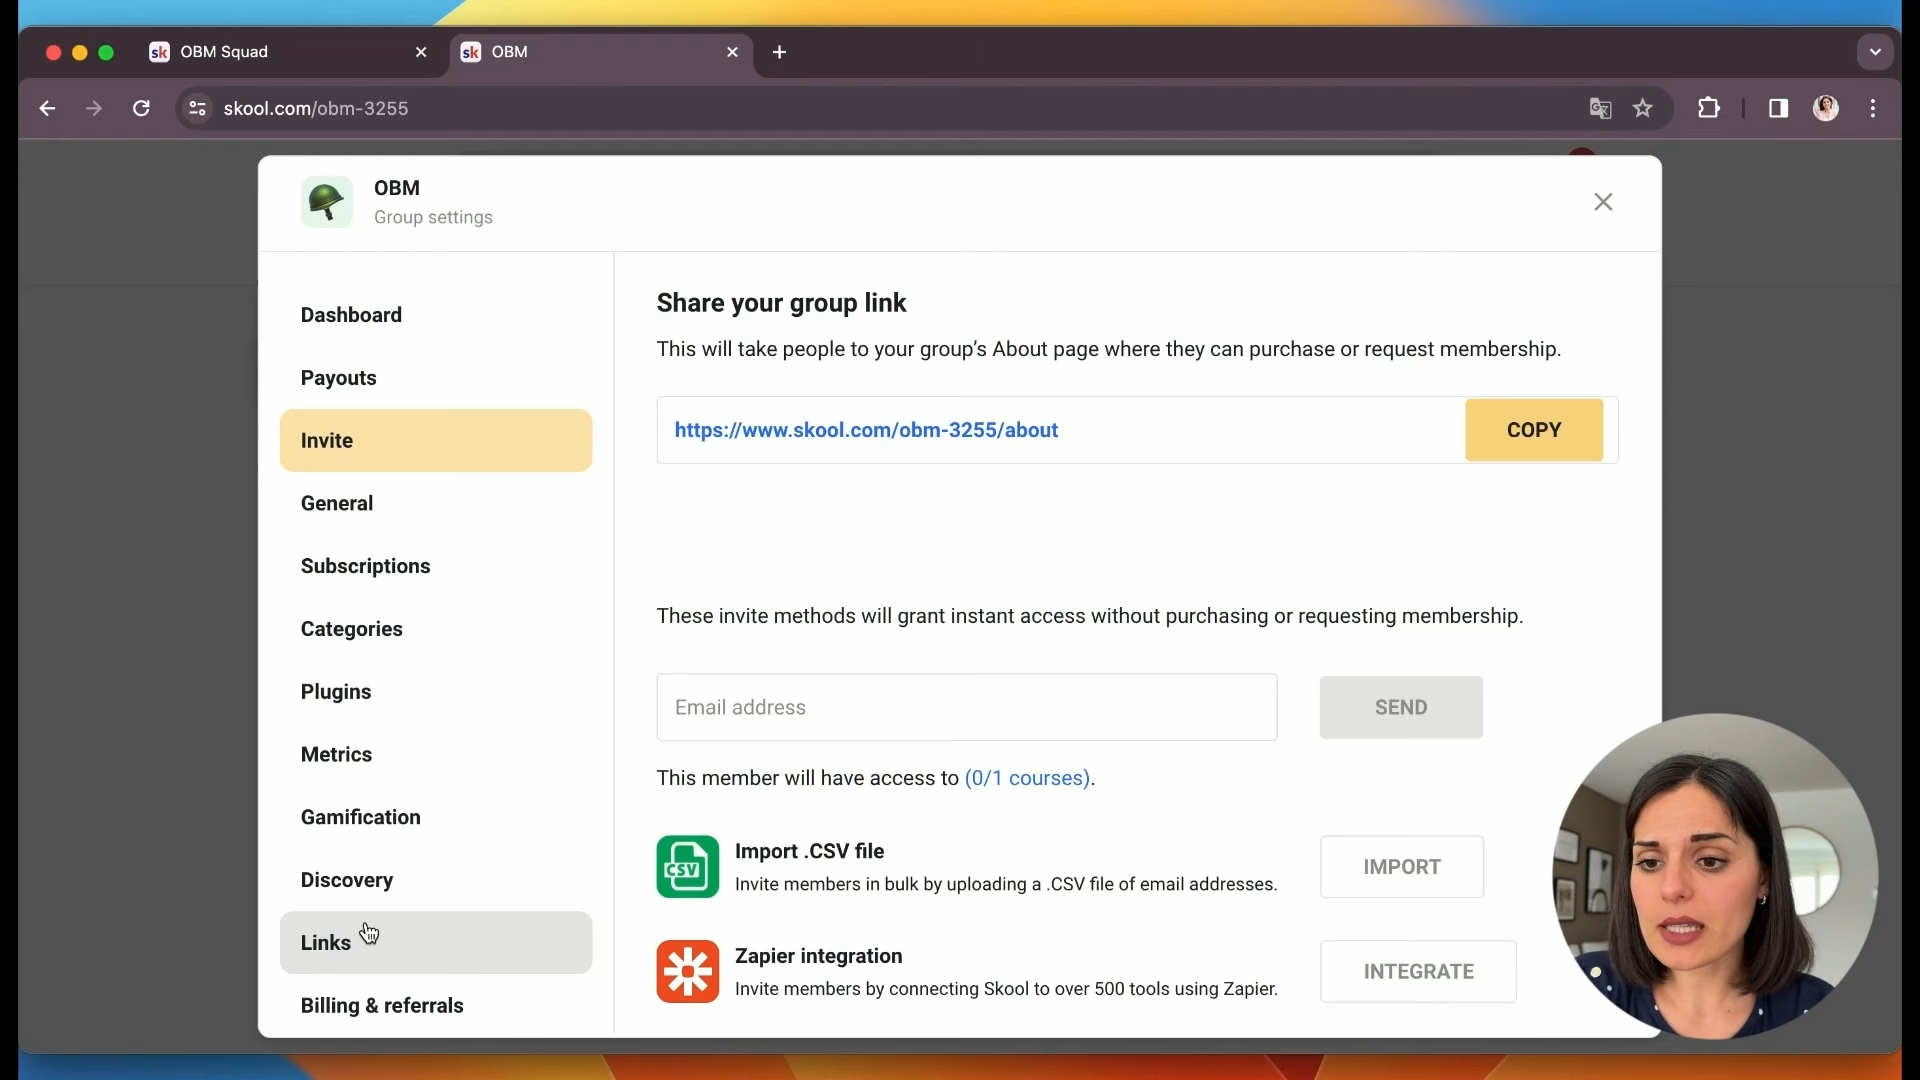 sk OBM Squad
sk OBM
skool.com/obm-3255
OBM
Group settings
Dashboard
Payouts
Invite
General
Subscriptions
Categories
Plugins
Metrics
Gamification
Discovery
Links
Billing & referrals
Share your group link
This will take people to your group's About page where they can purchase or request membership.
https://www.skool.com/obm-3255/about
COPY
These invite methods will grant instant access without purchasing or requesting membership.
Email address
SEND
This member will have access to (0/1 courses).
CSV
Import .CSV file
Invite members in bulk by uploading a .CSV file of email addresses.
IMPORT
Zapier integration
Invite members by connecting Skool to over 500 tools using Zapier.
INTEGRATE